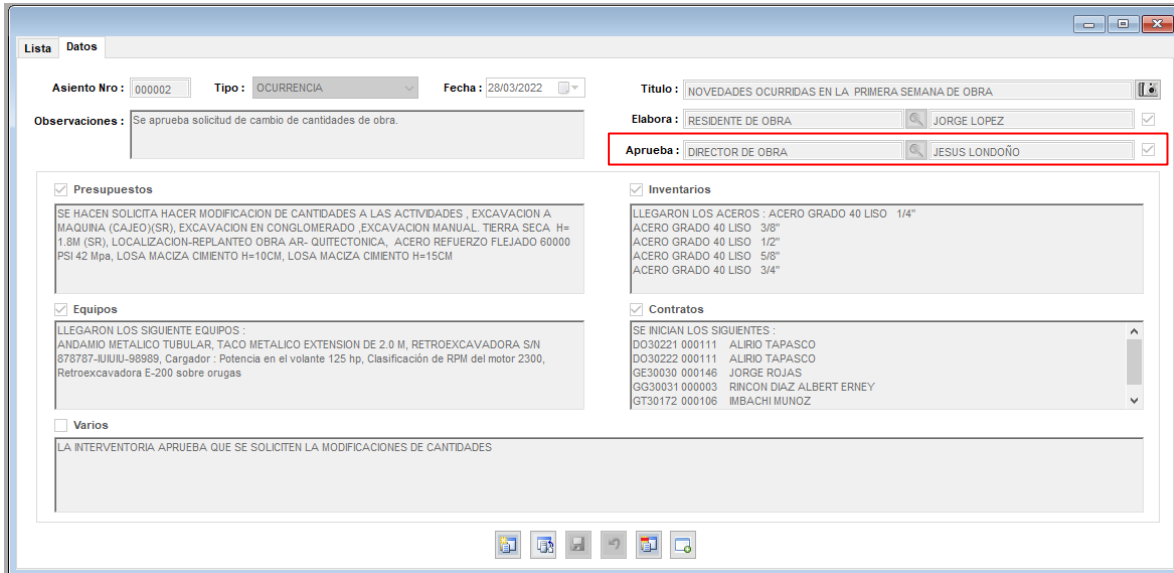 Lista Datos
Asiento Nro : 000002 Tipo : OCURRENCIA Fecha : 28/03/2022
Titulo : NOVEDADES OCURRIDAS EN LA PRIMERA SEMANA DE OBRA
Observaciones : Se aprueba solicitud de cambio de cantidades de obra.
Elabora : RESIDENTE DE OBRA JORGE LOPEZ
Aprueba : DIRECTOR DE OBRA JESUS LONDOÑO
Presupuestos
SE HACEN SOLICITA HACER MODIFICACION DE CANTIDADES A LAS ACTIVIDADES , EXCAVACION A
MAQUINA (CAJEO)(SR), EXCAVACION EN CONGLOMERADO ,EXCAVACION MANUAL. TIERRA SECA H=
1.8M (SR), LOCALIZACION-REPLANTEO OBRA AR- QUITECTONICA, ACERO REFUERZO FLEJADO 60000
PSI 42 Mpa, LOSA MACIZA CIMIENTO H=10CM, LOSA MACIZA CIMIENTO H=15CM
Inventarios
LLEGARON LOS ACEROS : ACERO GRADO 40 LISO 1/4"
ACERO GRADO 40 LISO 3/8"
ACERO GRADO 40 LISO 1/2"
ACERO GRADO 40 LISO 5/8"
ACERO GRADO 40 LISO 3/4"
Equipos
LLEGARON LOS SIGUIENTE EQUIPOS :
ANDAMIO METALICO TUBULAR, TACO METALICO EXTENSION DE 2.0 M, RETROEXCAVADORA S/N
878787-IUIUIU-98989, Cargador : Potencia en el volante 125 hp, Clasificación de RPM del motor 2300,
Retroexcavadora E-200 sobre orugas
Contratos
SE INICIAN LOS SIGUIENTES :
DO30221 000111 ALIRIO TAPASCO
DO30222 000111 ALIRIO TAPASCO
GE30030 000146 JORGE ROJAS
GG30031 000003 RINCON DIAZ ALBERT ERNEY
GT30172 000106 IMBACHI MUNOZ
Varios
LA INTERVENTORIA APRUEBA QUE SE SOLICITEN LA MODIFICACIONES DE CANTIDADES